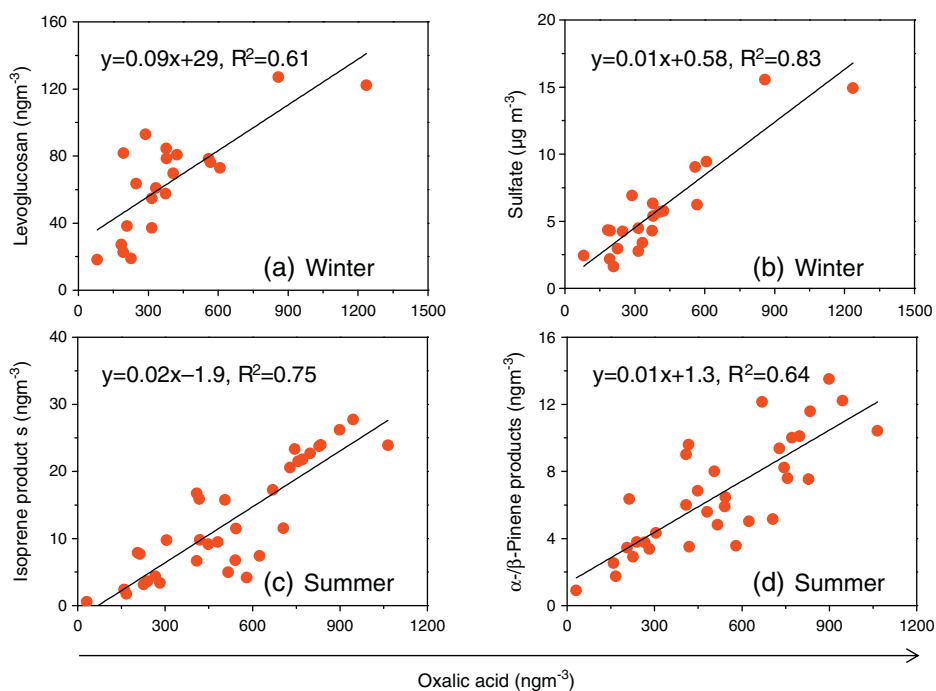 160
120
80
40
0
Levoglucosan (ngm⁻³)
y=0.09x+29, R²=0.61
(a) Winter
0 300 600 900 1200 1500
20
15
10
5
0
Sulfate (µg m⁻³)
y=0.01x+0.58, R²=0.83
(b) Winter
0 300 600 900 1200 1500
40
30
20
10
0
Isoprene product s (ngm⁻³)
y=0.02x−1.9, R²=0.75
(c) Summer
0 300 600 900 1200
16
12
8
4
0
α-/β-Pinene products (ngm⁻³)
y=0.01x+1.3, R²=0.64
(d) Summer
0 300 600 900 1200
Oxalic acid (ngm⁻³)